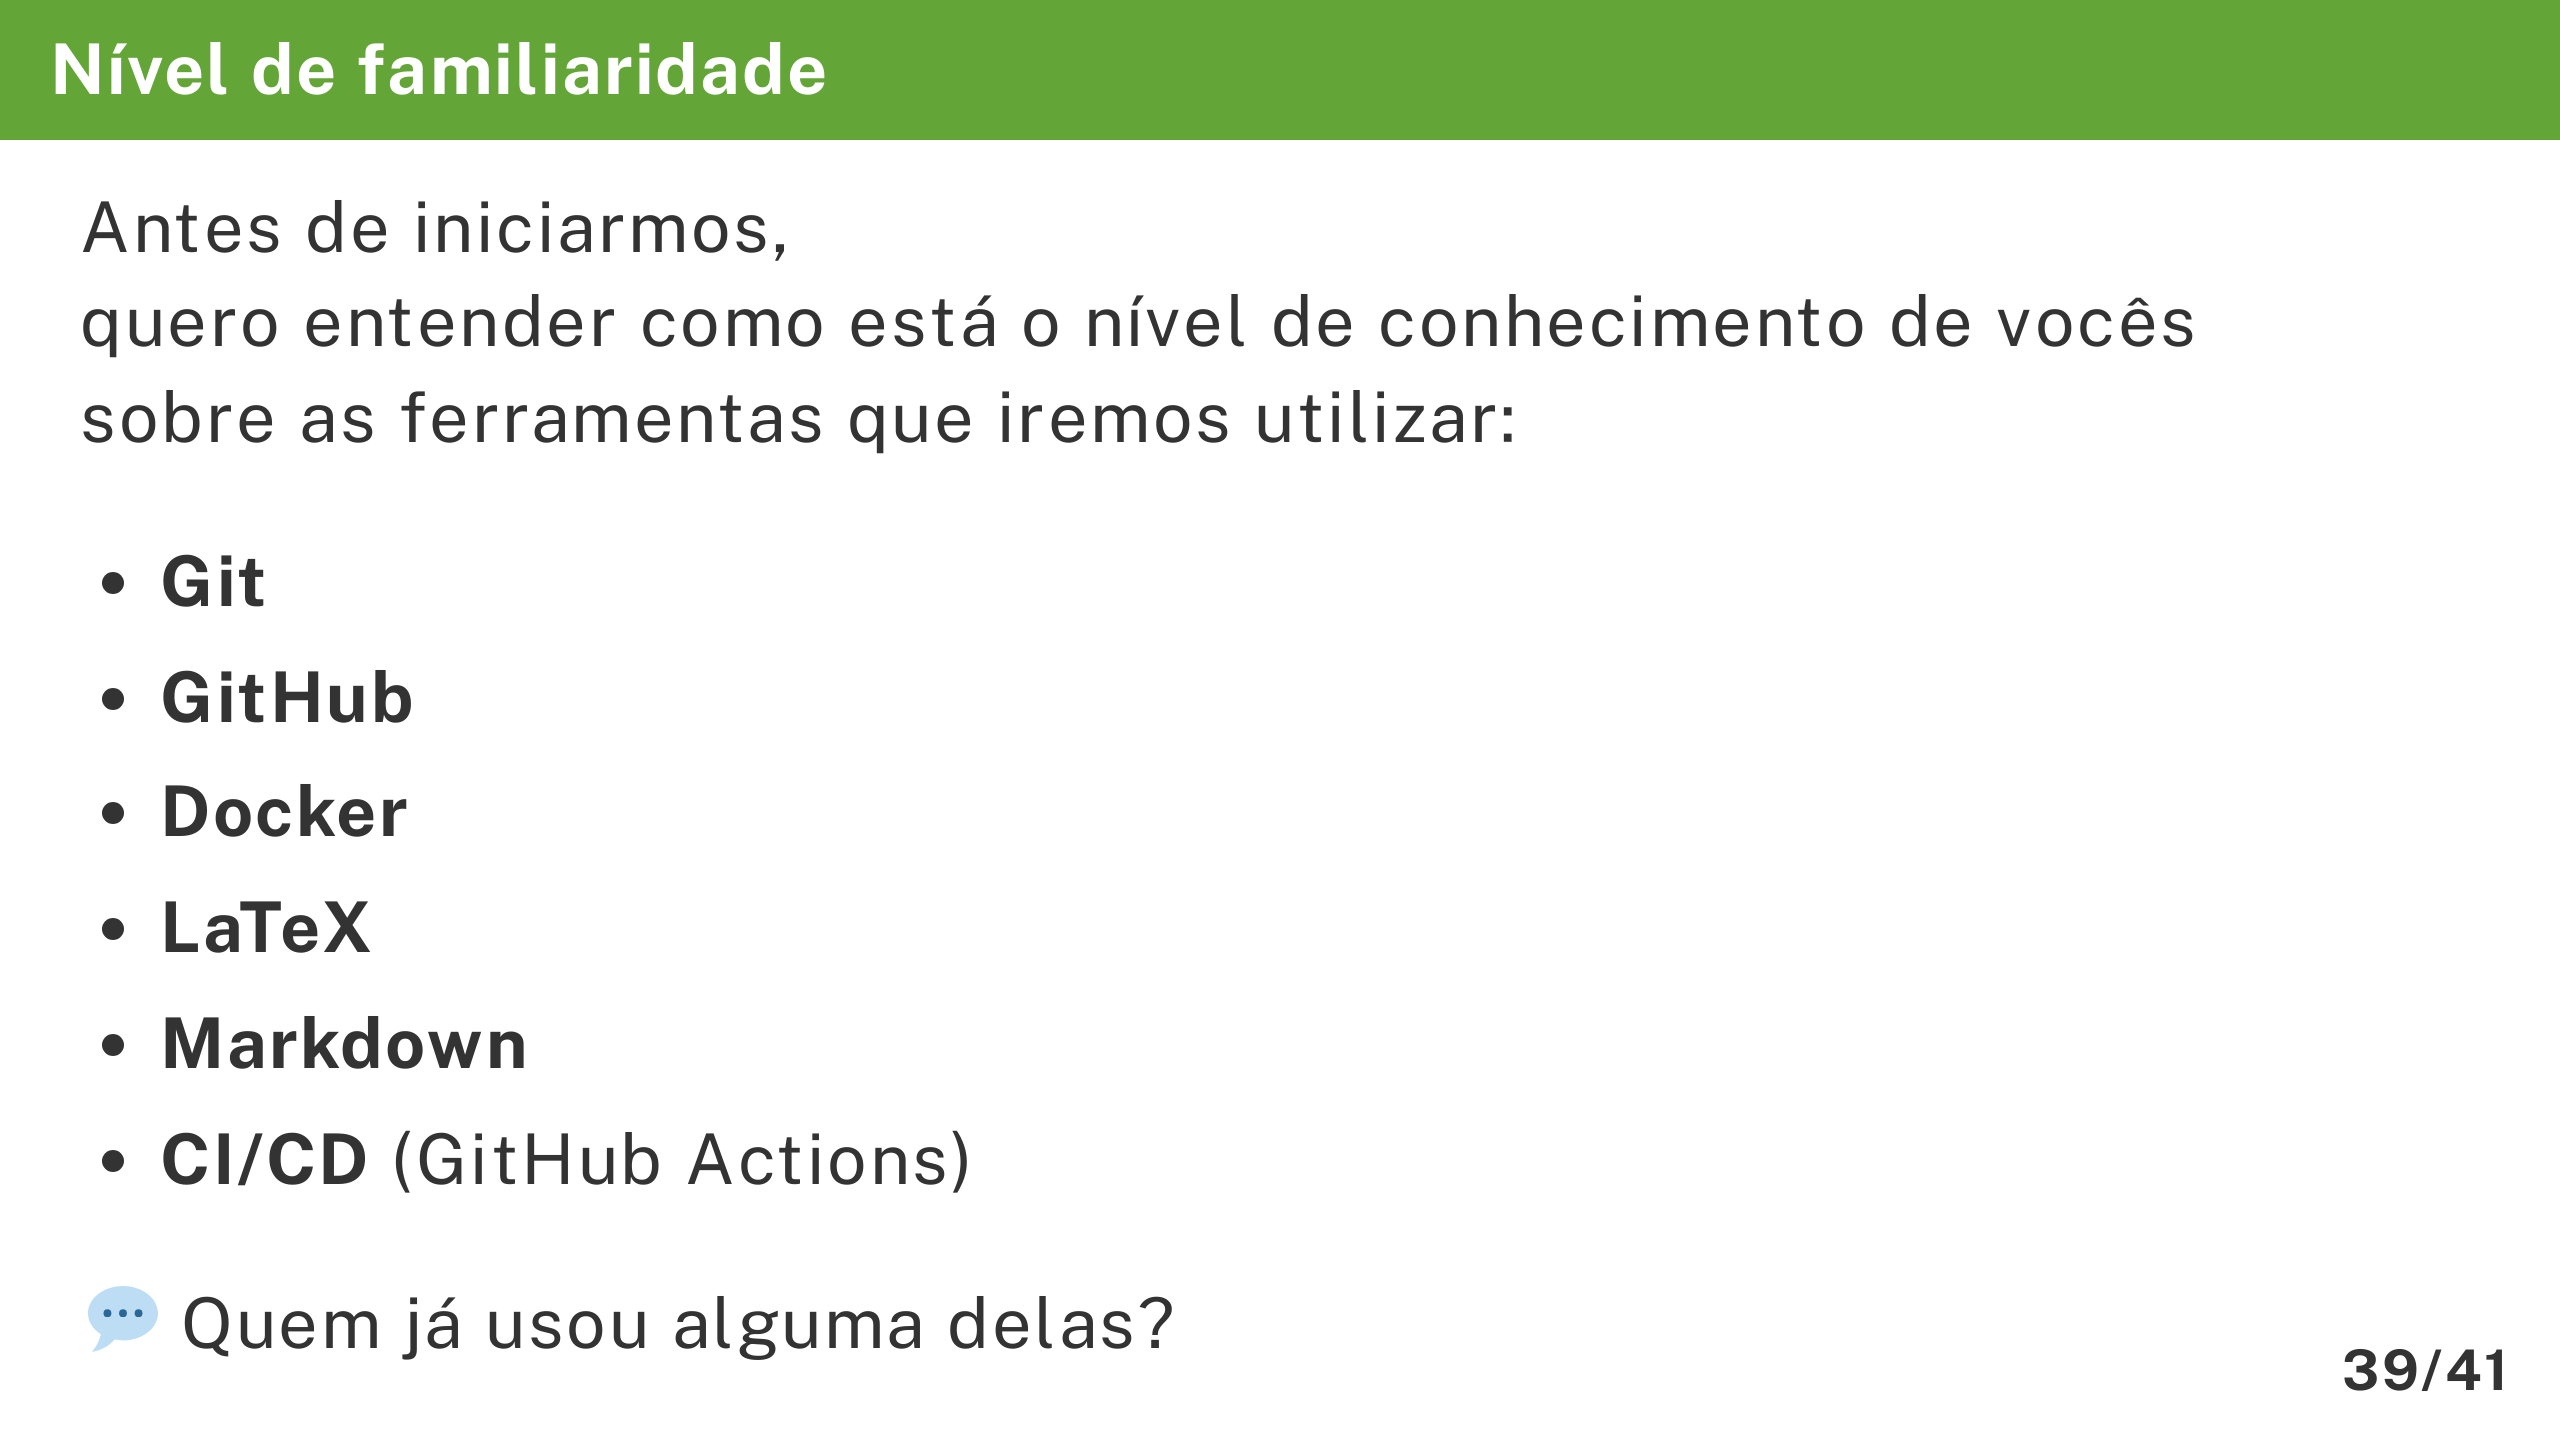 Nível de familiaridade
Antes de iniciarmos,
quero entender como está o nível de conhecimento de vocês
sobre as ferramentas que iremos utilizar:
• Git
• GitHub
• Docker
• LaTeX
• Markdown
• CI/CD (GitHub Actions)
💬 Quem já usou alguma delas?
39/41